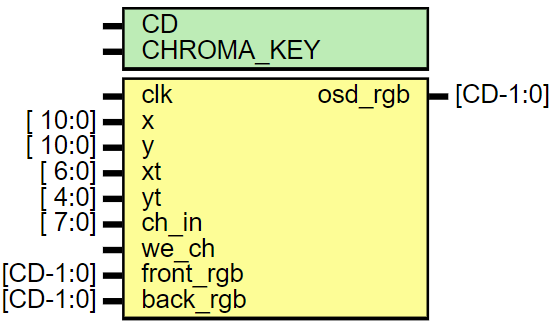 CD
CHROMA_KEY
clk osd_rgb [CD-1:0]
[ 10:0] x
[ 10:0] y
[ 6:0] xt
[ 4:0] yt
[ 7:0] ch_in
we_ch
[CD-1:0] front_rgb
[CD-1:0] back_rgb